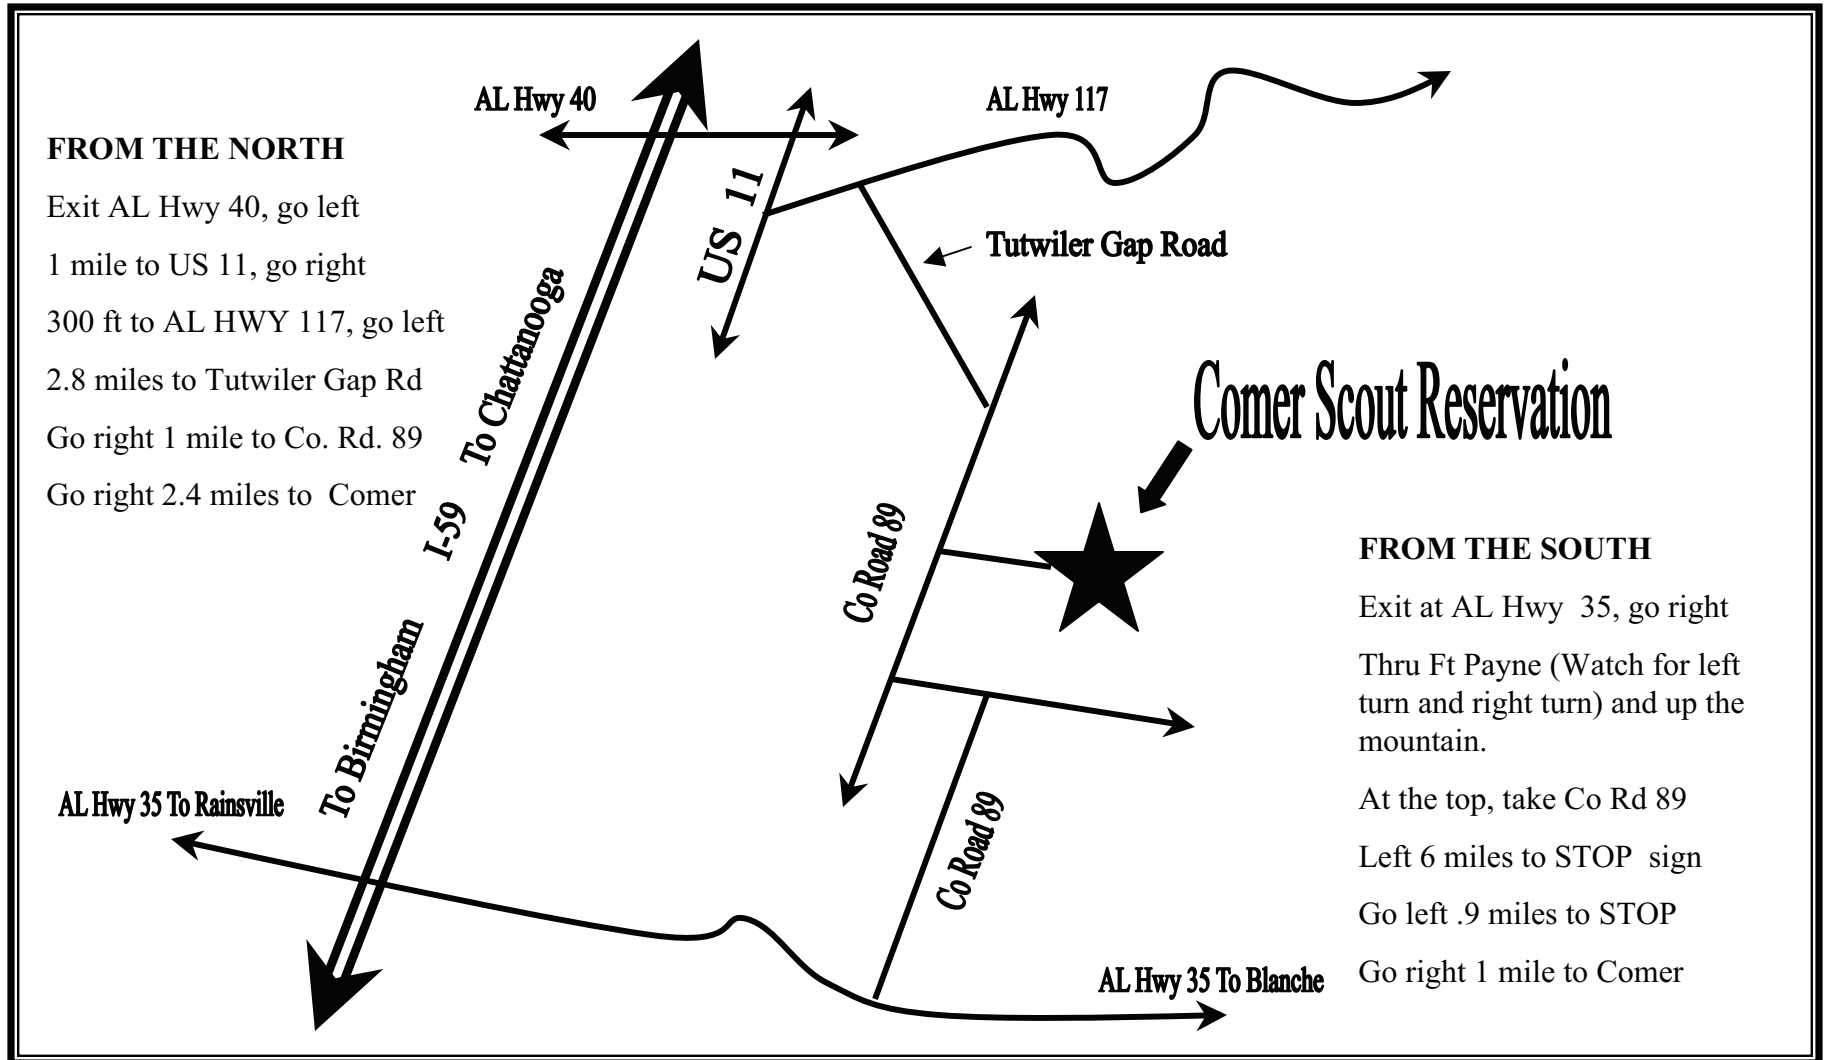 AL Hwy 40
AL Hwy 117
FROM THE NORTH
Exit AL Hwy 40, go left
1 mile to US 11, go right
300 ft to AL HWY 117, go left
2.8 miles to Tutwiler Gap Rd
Go right 1 mile to Co. Rd. 89
Go right 2.4 miles to Comer
US 11
Tutwiler Gap Road
To Birmingham I-59 To Chattanooga
Comer Scout Reservation
Co Road 89
Co Road 89
AL Hwy 35 To Rainsville
AL Hwy 35 To Blanche
FROM THE SOUTH
Exit at AL Hwy 35, go right
Thru Ft Payne (Watch for left
turn and right turn) and up the
mountain.
At the top, take Co Rd 89
Left 6 miles to STOP sign
Go left .9 miles to STOP
Go right 1 mile to Comer